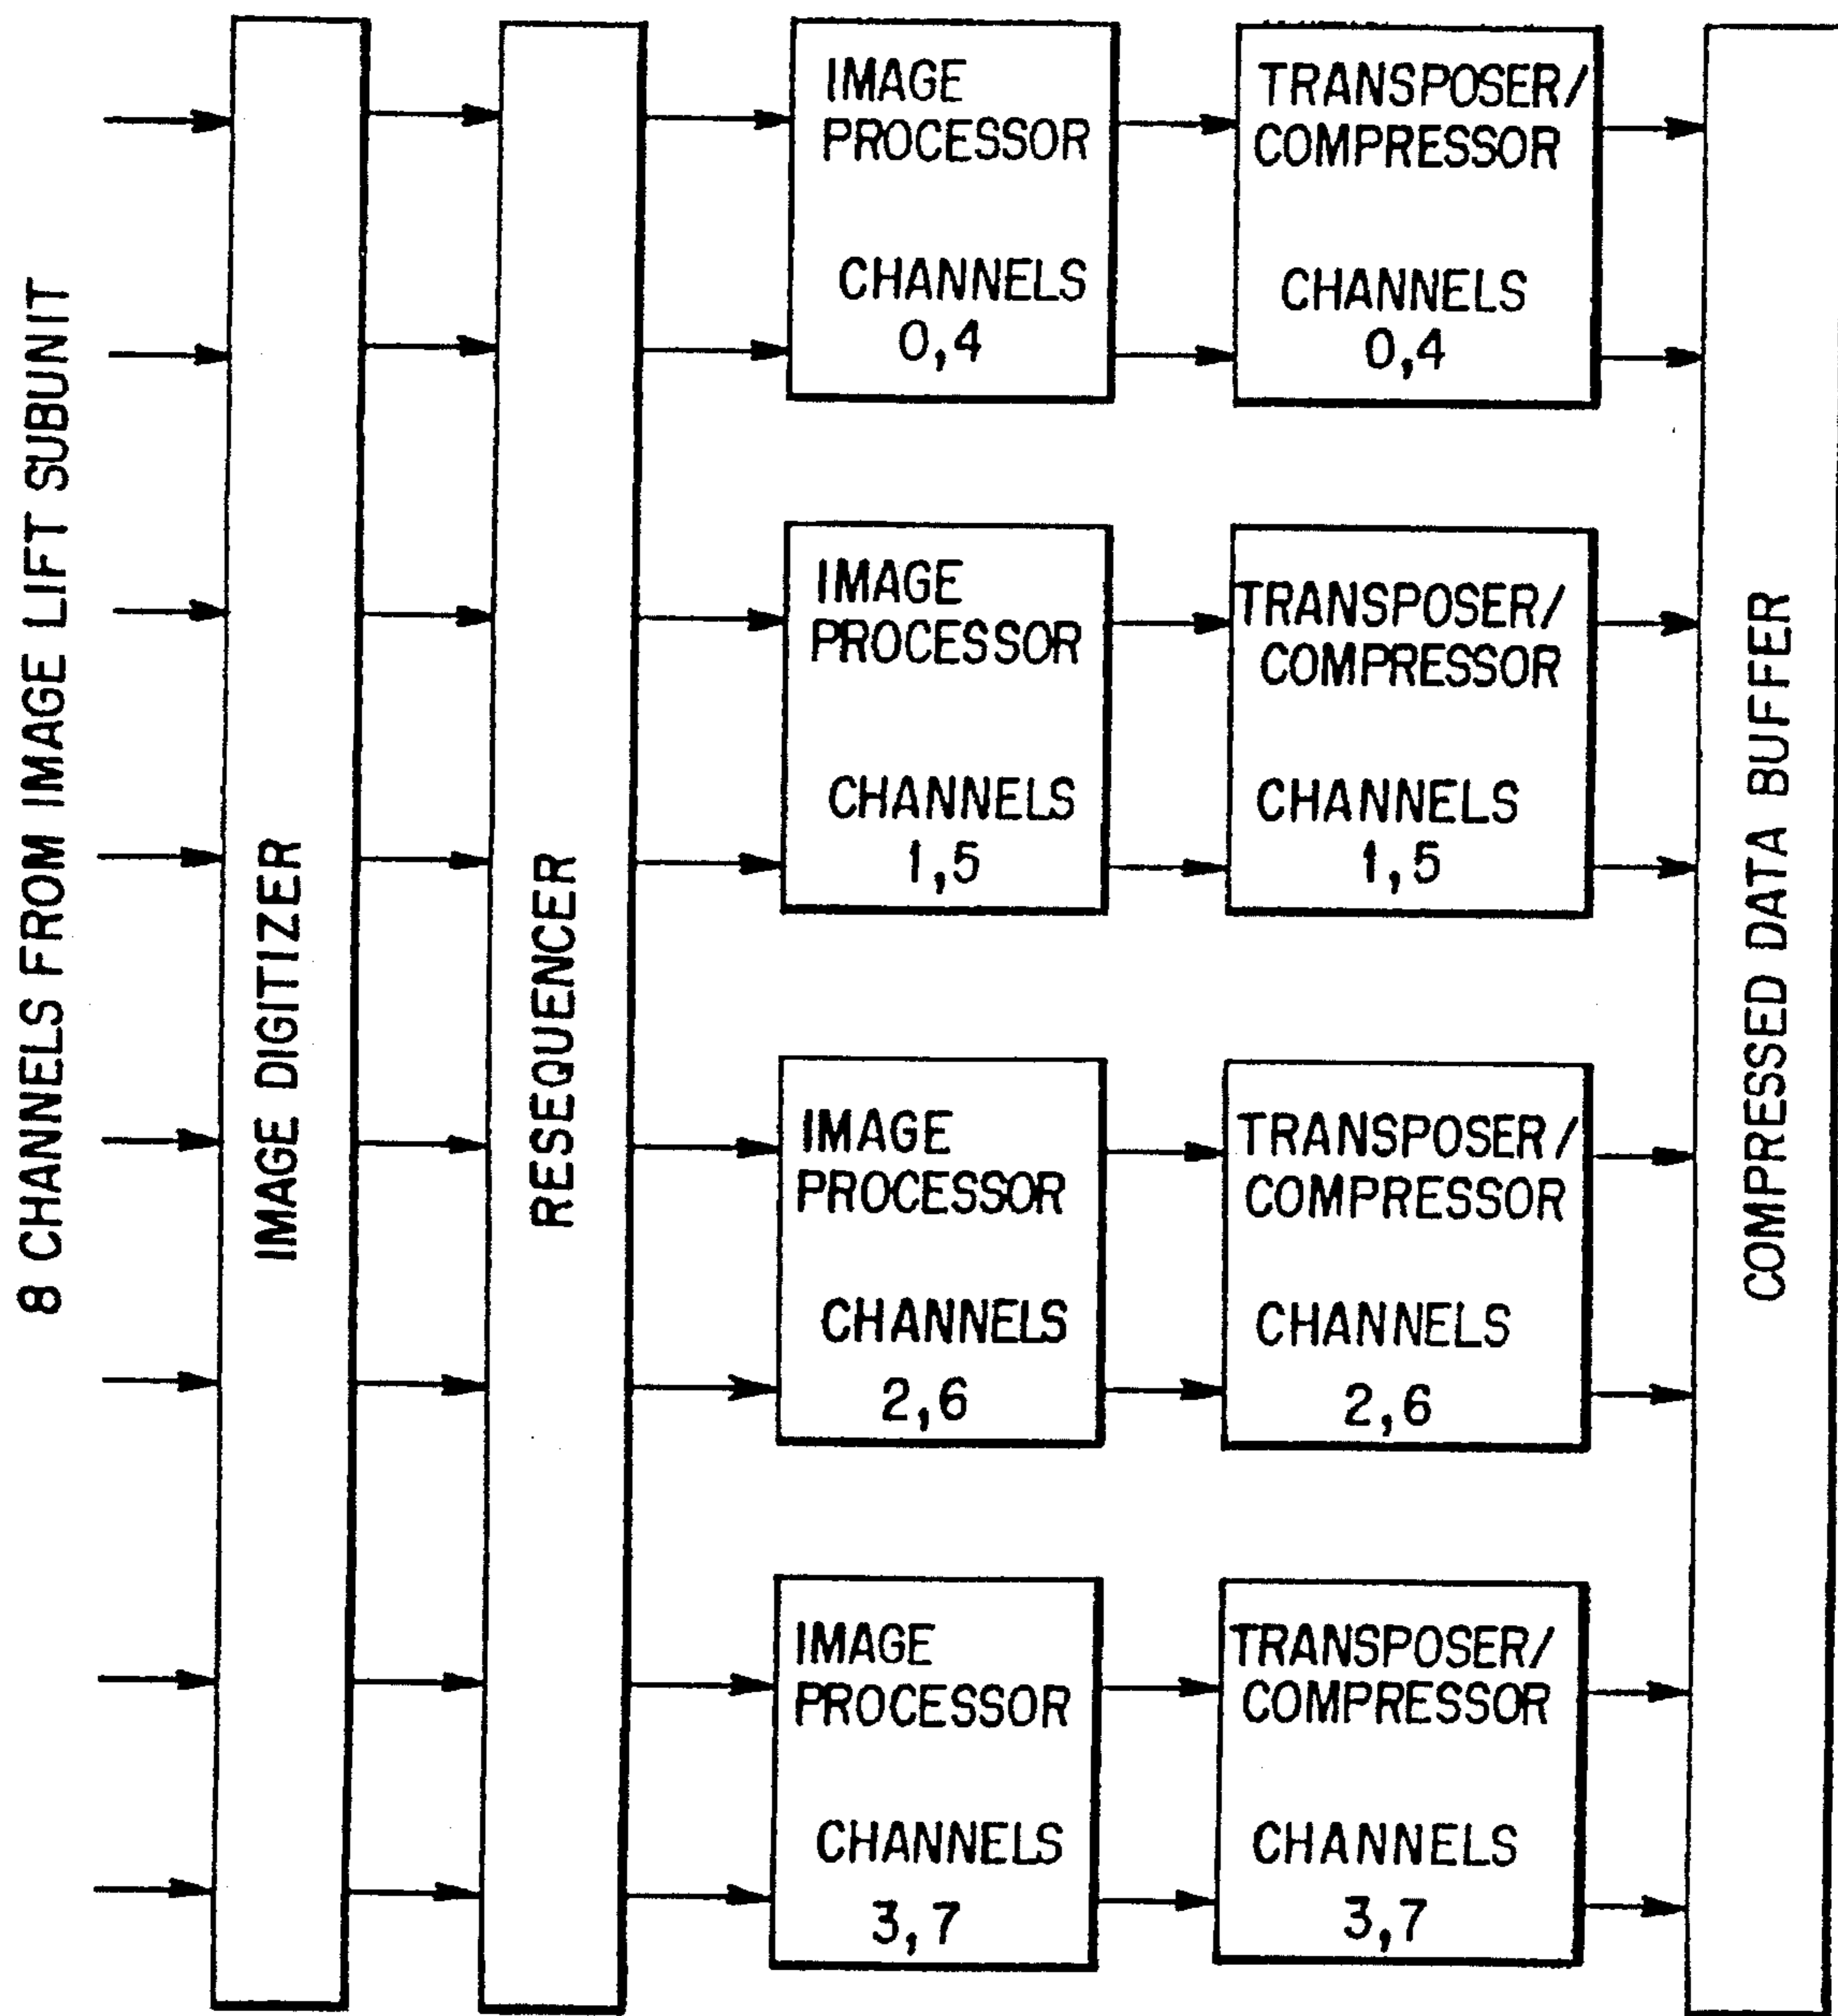 8 CHANNELS FROM IMAGE LIFT SUBUNIT
IMAGE DIGITIZER
RESEQUENCER
IMAGE
PROCESSOR
CHANNELS
0,4
TRANSPOSER/
COMPRESSOR
CHANNELS
0,4
IMAGE
PROCESSOR
CHANNELS
1,5
TRANSPOSER/
COMPRESSOR
CHANNELS
1,5
IMAGE
PROCESSOR
CHANNELS
2,6
TRANSPOSER/
COMPRESSOR
CHANNELS
2,6
IMAGE
PROCESSOR
CHANNELS
3,7
TRANSPOSER/
COMPRESSOR
CHANNELS
3,7
COMPRESSED DATA BUFFER